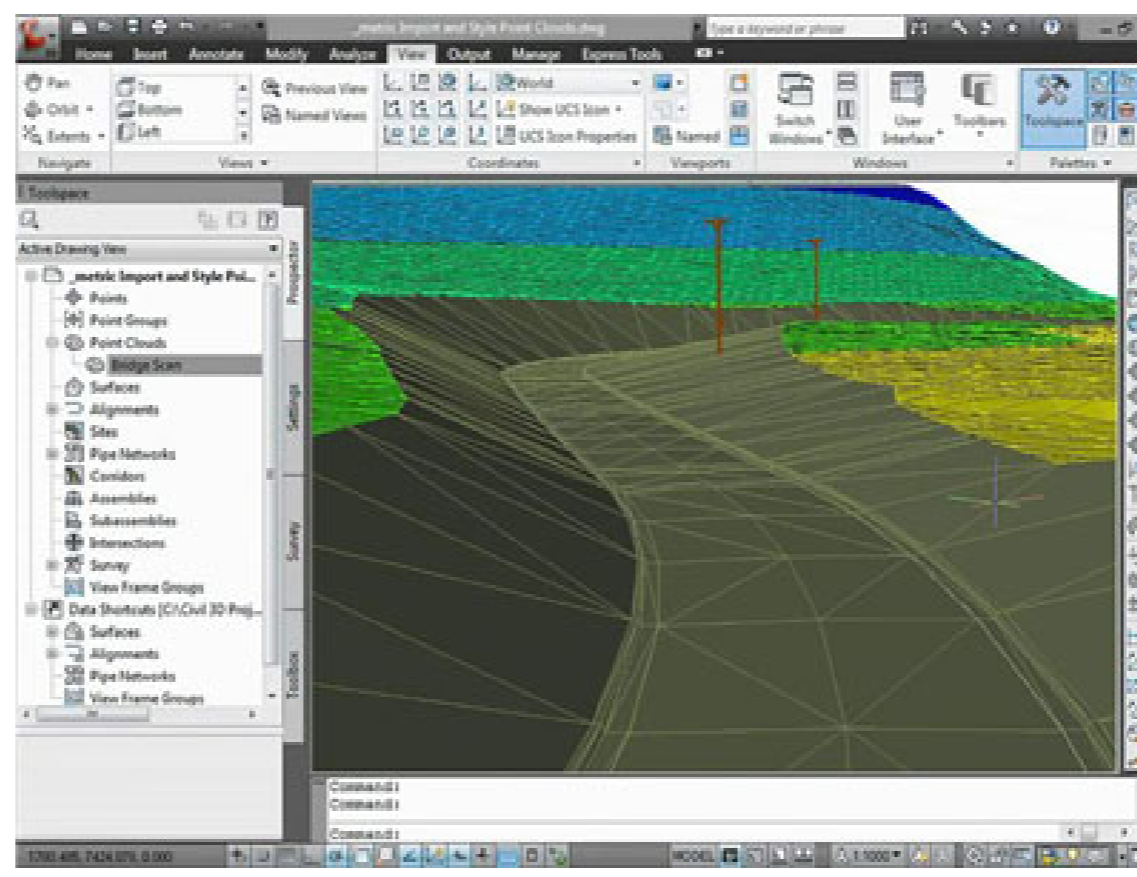 _metric Import and Style Point Clouds.dwg
Type a keyword or phrase
Home Insert Annotate Modify Analyze View Output Manage Express Tools
Pan
Orbit
Extents
Navigate
Top
Bottom
Left
Views
Previous View
Named Views
World
Show UCS Icon
UCS Icon Properties
Coordinates
Named
Viewports
Switch Windows
User Interface
Toolbars
Windows
Toolspace
Palettes
Toolspace
Active Drawing View
_metric Import and Style Poi...
Points
Point Groups
Point Clouds
Bridge Scan
Surfaces
Alignments
Sites
Pipe Networks
Corridors
Assemblies
Subassemblies
Intersections
Survey
View Frame Groups
Data Shortcuts [C:\Civil 3D Proj...
Surfaces
Alignments
Pipe Networks
View Frame Groups
Prospector
Settings
Survey
Toolbox
Command:
Command:
Command:
MODEL
1:1000